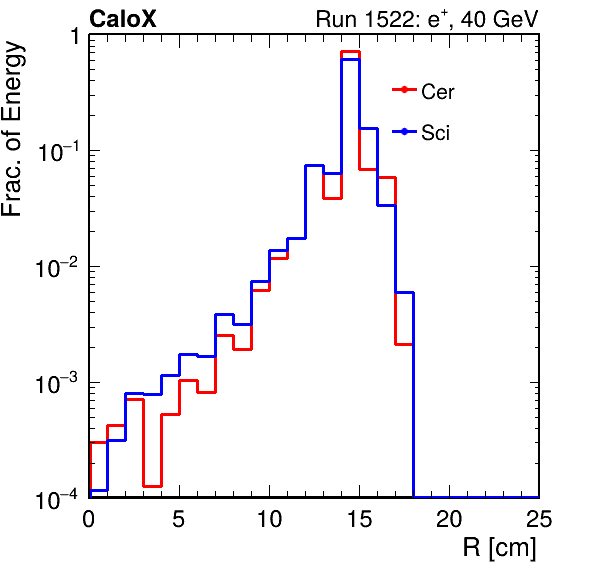 CaloX Run 1522: e⁺, 40 GeV
Frac. of Energy
1
10⁻¹
10⁻²
10⁻³
10⁻⁴
Cer
Sci
0 5 10 15 20 25
R [cm]